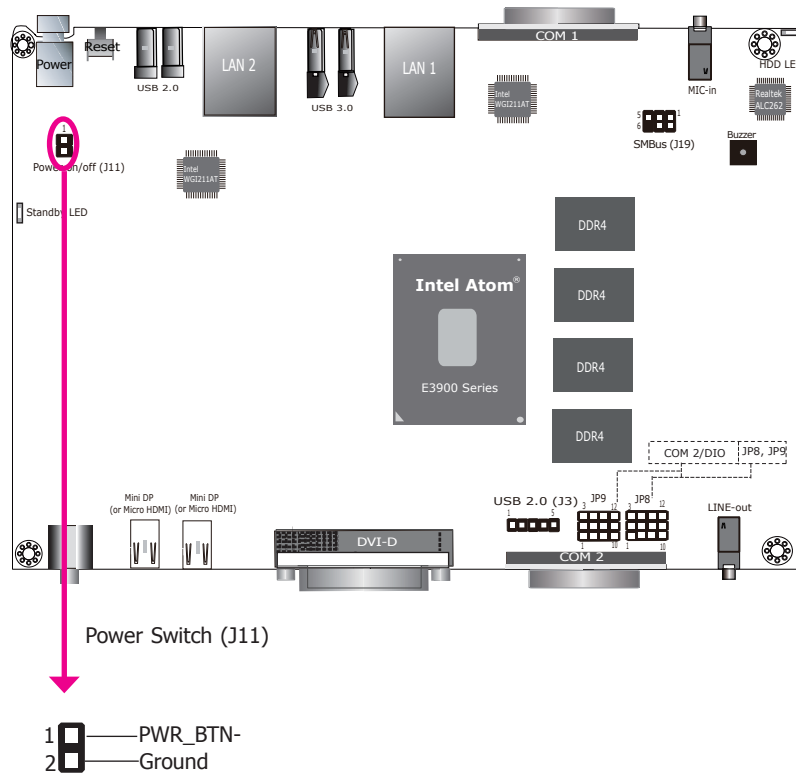 COM 1
Power
Reset
LAN 2
LAN 1
USB 2.0
USB 3.0
MIC-in
HDD LE
Intel
WGI211AT
Realtek
ALC262
5
1
6
SMBus (J19)
Buzzer
1
Power on/off (J11)
Intel
WGI211AT
Standby LED
DDR4
Intel Atom®
DDR4
E3900 Series
DDR4
DDR4
COM 2/DIO
JP8, JP9
Mini DP
(or Micro HDMI)
Mini DP
(or Micro HDMI)
USB 2.0 (J3)
1
5
JP9
3
12
1
10
JP8
3
12
1
10
LINE-out
DVI-D
COM 2
Power Switch (J11)
1
PWR_BTN-
2
Ground